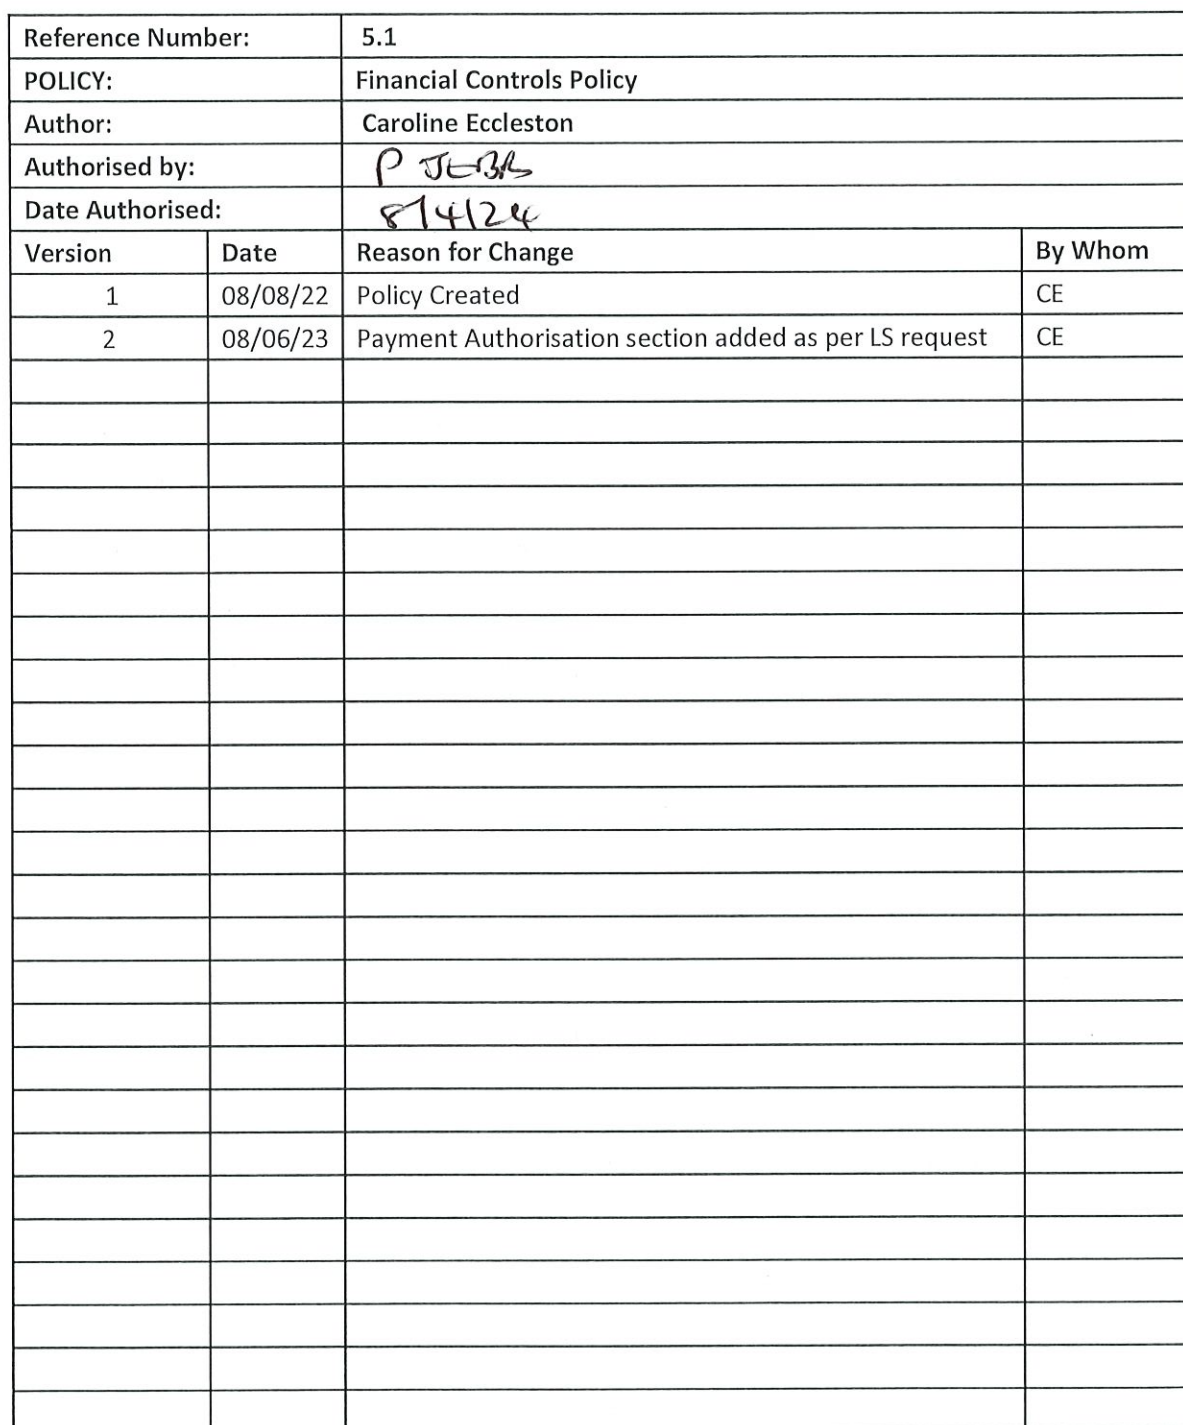 Reference Number: 5.1
POLICY: Financial Controls Policy
Author: Caroline Eccleston
Authorised by: P
Date Authorised: 8/4/24
Version Date Reason for Change By Whom
1 08/08/22 Policy Created CE
2 08/06/23 Payment Authorisation section added as per LS request CE